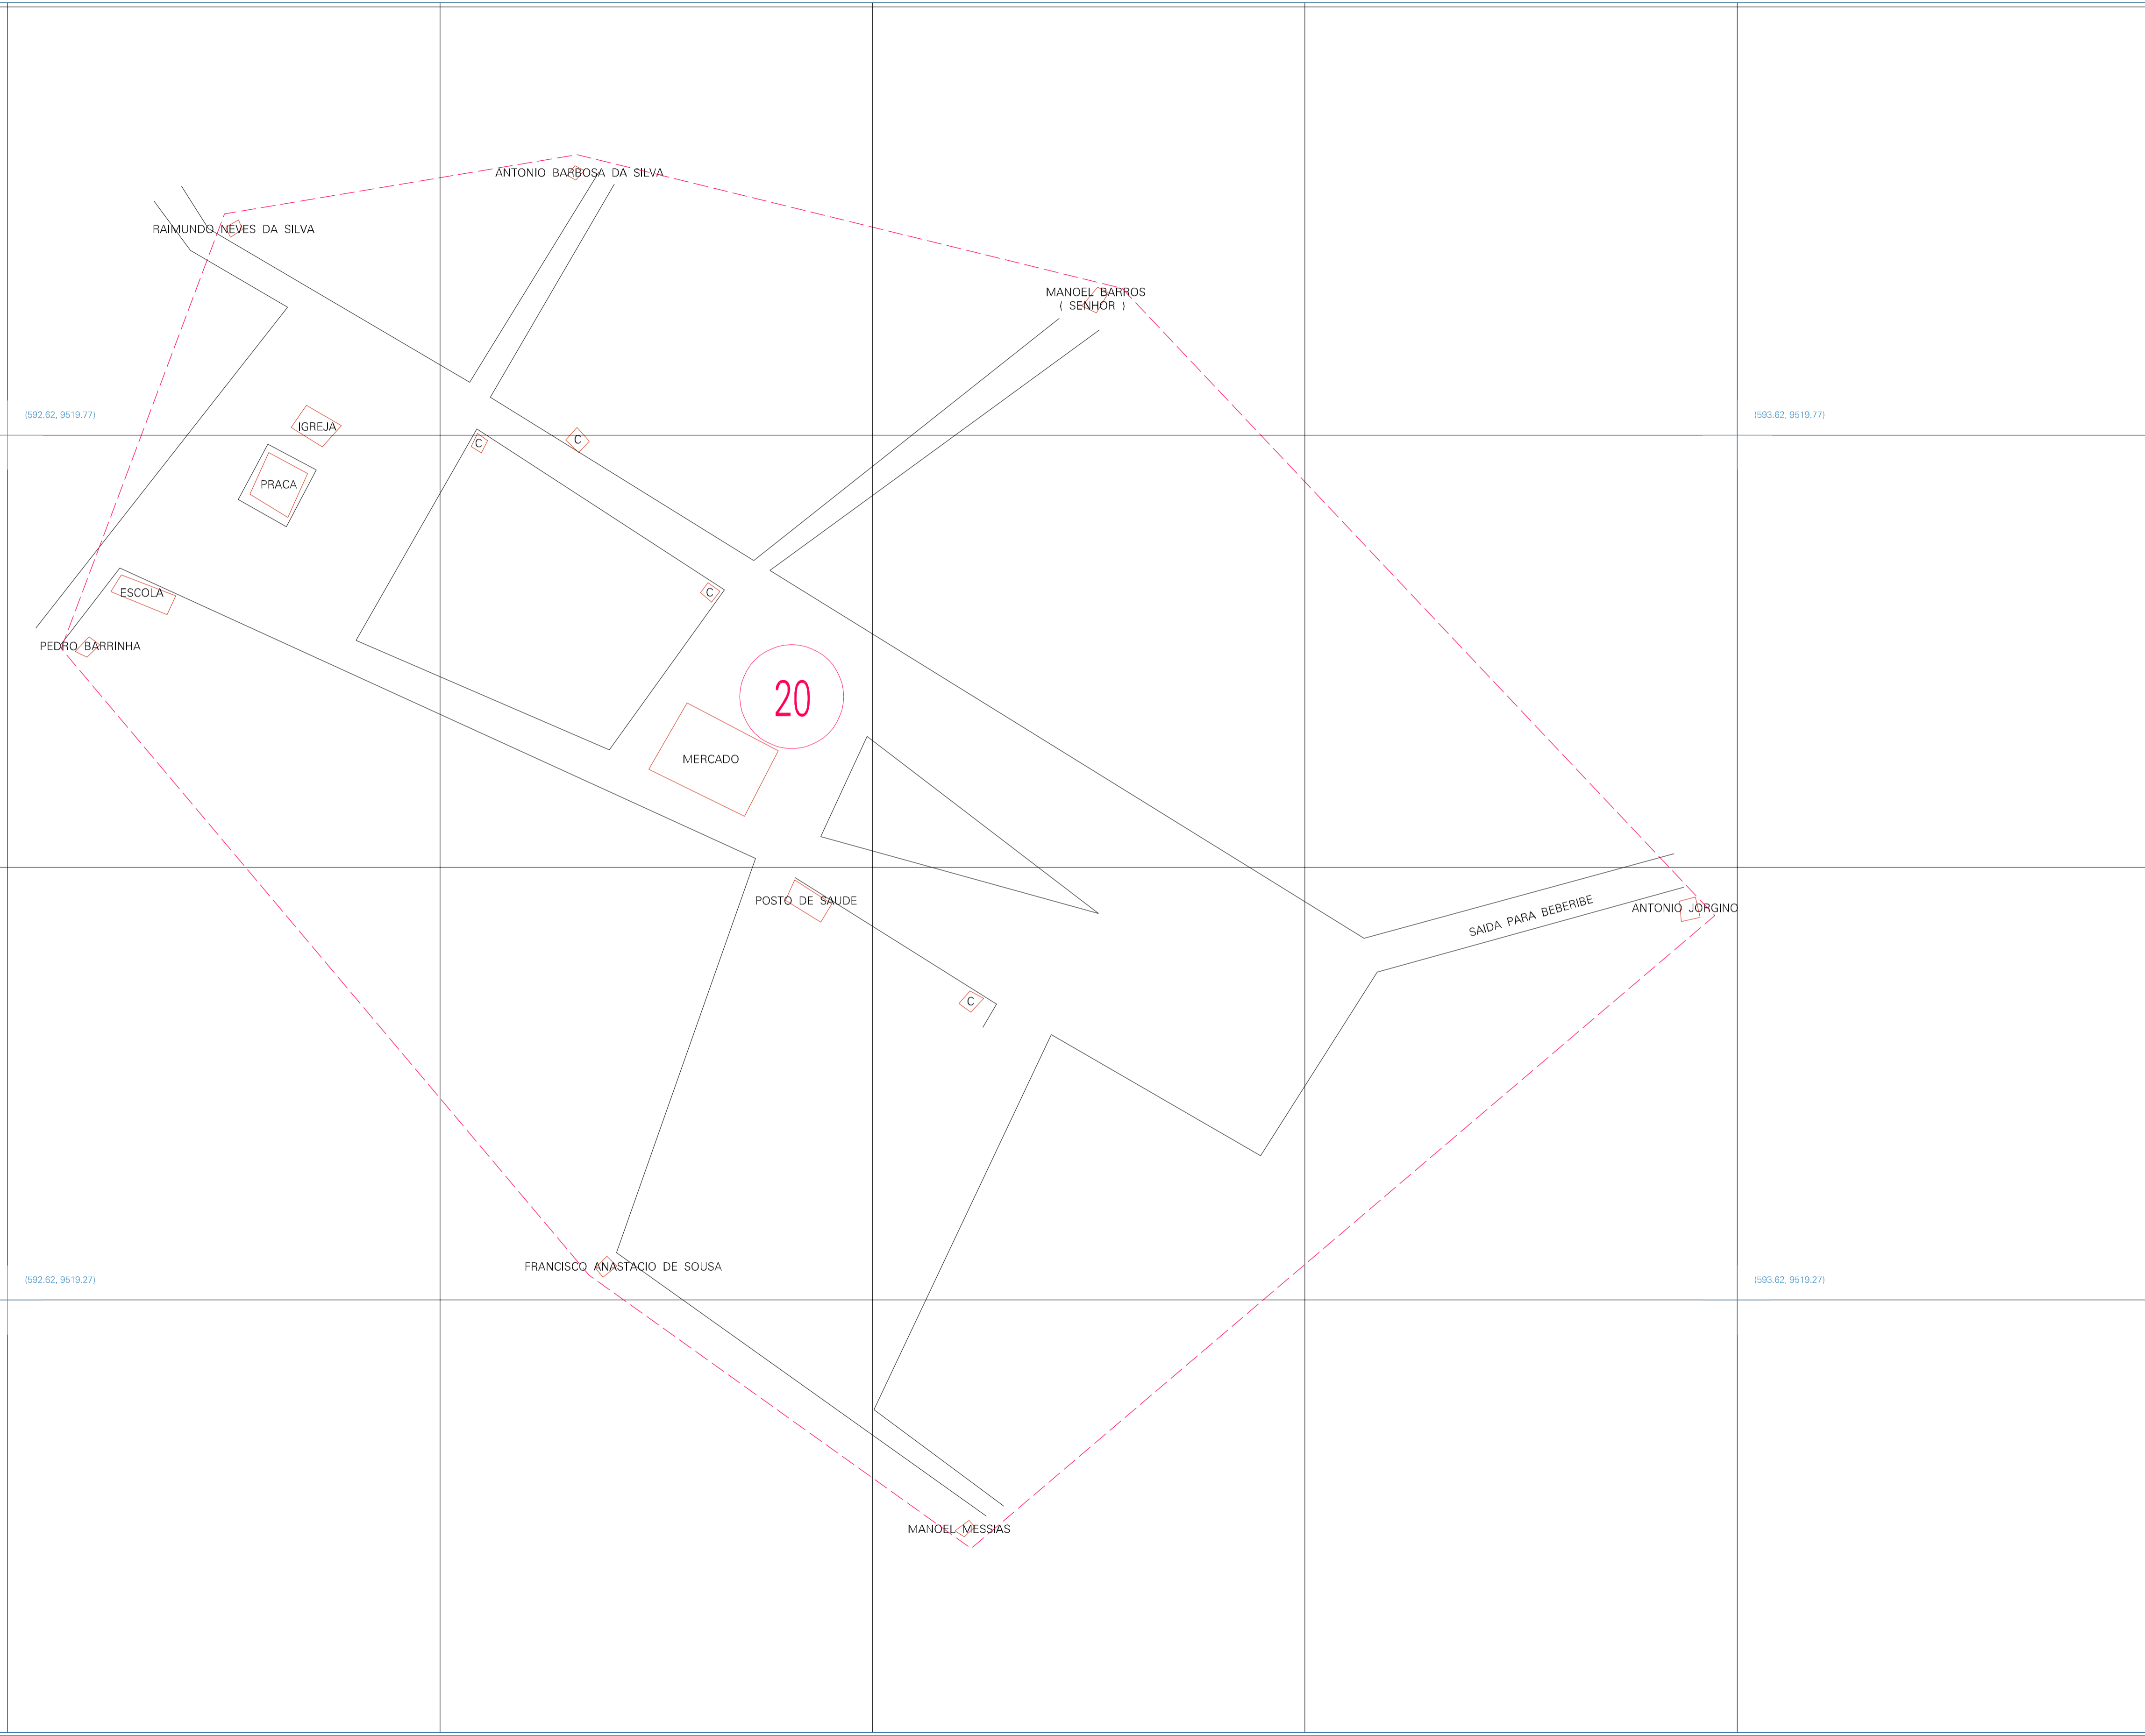 ANTONIO BARBOSA DA SILVA
RAIMUNDO NEVES DA SILVA
MANOEL BARROS
( SENHOR )
(592.62, 9519.77)
(593.62, 9519.77)
IGREJA
C
C
PRACA
ESCOLA
C
PEDRO BARRINHA
20
MERCADO
POSTO DE SAUDE
SAIDA PARA BEBERIBE
ANTONIO JORGINO
C
FRANCISCO ANASTACIO DE SOUSA
(592.62, 9519.27)
(593.62, 9519.27)
MANOEL MESSIAS